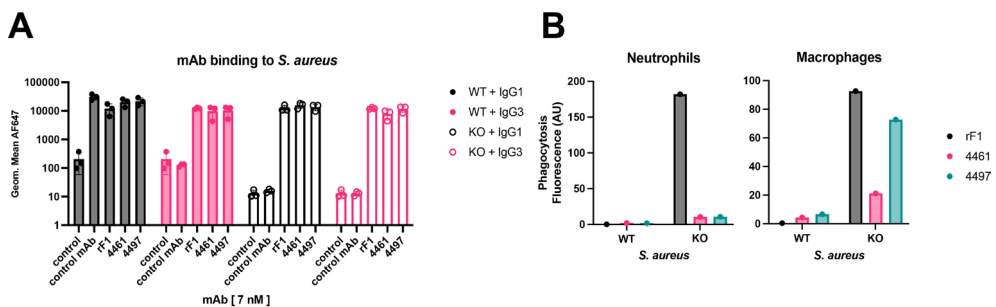 A
mAb binding to S. aureus
Geom. Mean AF647
100000
10000
1000
100
10
1
control
control mAb
rF1
4461
4497
control
control mAb
rF1
4461
4497
control
control mAb
rF1
4461
4497
control
control mAb
rF1
4461
4497
mAb [ 7 nM ]
WT + IgG1
WT + IgG3
KO + IgG1
KO + IgG3
B
Neutrophils
Phagocytosis
Fluorescence (AU)
200
150
100
50
0
WT
KO
S. aureus
Macrophages
100
80
60
40
20
0
WT
KO
S. aureus
rF1
4461
4497